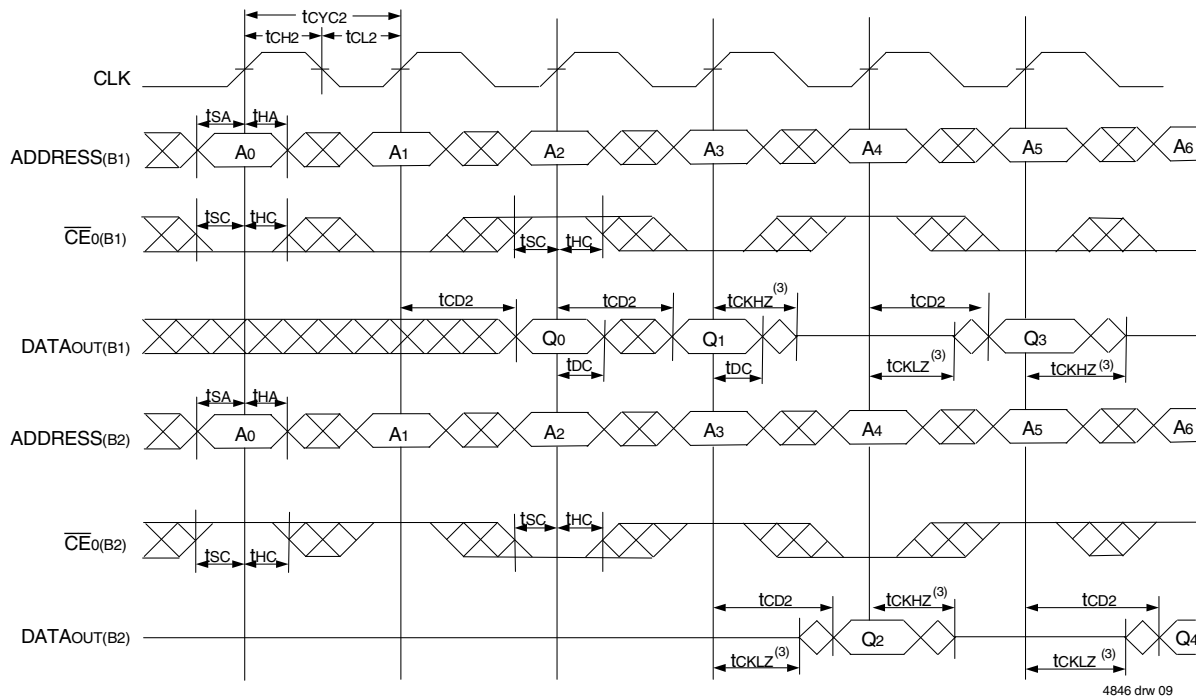 tCYC2
tCH2 tCL2
CLK
tSA tHA
ADDRESS(B1) A0 A1 A2 A3 A4 A5 A6
tSC tHC
CE0(B1) tSC tHC
tCD2 tCD2 tCKHZ(3) tCD2
DATAOUT(B1) Q0 Q1 Q3
tDC tDC tCKLZ(3) tCKHZ(3)
tSA tHA
ADDRESS(B2) A0 A1 A2 A3 A4 A5 A6
tSC tHC
CE0(B2)
tSC tHC
tCD2 tCKHZ(3) tCD2
DATAOUT(B2) Q2 Q4
tCKLZ(3) tCKLZ(3)
4846 drw 09